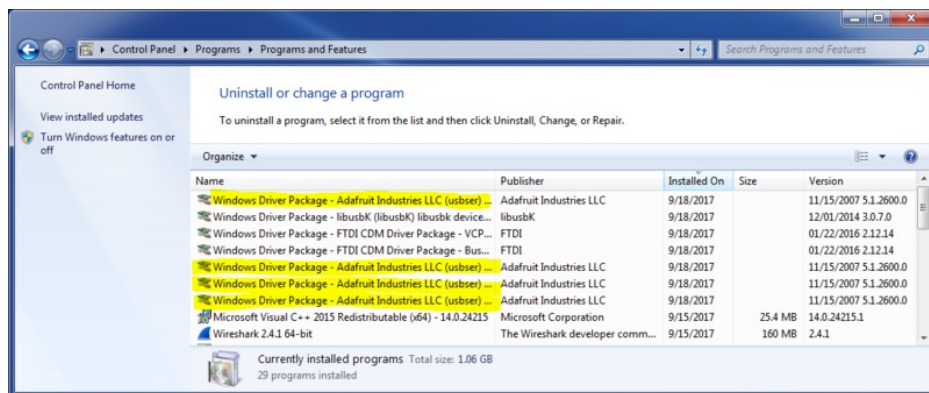 Control Panel ▸ Programs ▸ Programs and Features
Search Programs and Features
Control Panel Home
View installed updates
Turn Windows features on or
off
Uninstall or change a program
To uninstall a program, select it from the list and then click Uninstall, Change, or Repair.
Organize
Name Publisher Installed On Size Version
Windows Driver Package - Adafruit Industries LLC (usbser) ... Adafruit Industries LLC 9/18/2017 11/15/2007 5.1.2600.0
Windows Driver Package - libusbK (libusbK) libusbk device... libusbK 9/18/2017 12/01/2014 3.0.7.0
Windows Driver Package - FTDI CDM Driver Package - VCP... FTDI 9/18/2017 01/22/2016 2.12.14
Windows Driver Package - FTDI CDM Driver Package - Bus... FTDI 9/18/2017 01/22/2016 2.12.14
Windows Driver Package - Adafruit Industries LLC (usbser) ... Adafruit Industries LLC 9/18/2017 11/15/2007 5.1.2600.0
Windows Driver Package - Adafruit Industries LLC (usbser) ... Adafruit Industries LLC 9/18/2017 11/15/2007 5.1.2600.0
Windows Driver Package - Adafruit Industries LLC (usbser) ... Adafruit Industries LLC 9/18/2017 11/15/2007 5.1.2600.0
Microsoft Visual C++ 2015 Redistributable (x64) - 14.0.24215 Microsoft Corporation 9/15/2017 25.4 MB 14.0.24215.1
Wireshark 2.4.1 64-bit The Wireshark developer comm... 9/15/2017 160 MB 2.4.1
Currently installed programs Total size: 1.06 GB
29 programs installed